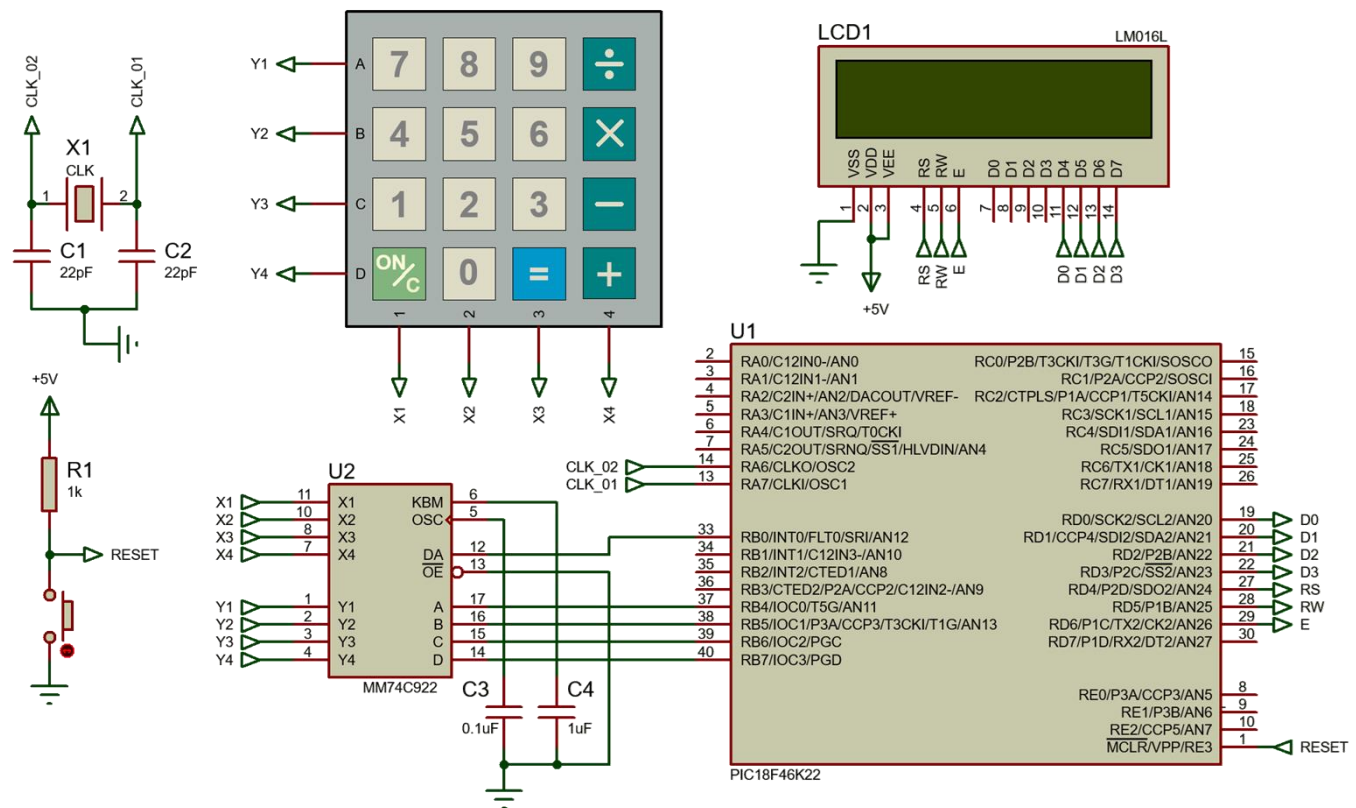 CLK_02
CLK_01
X1
CLK
1
2
C1
22pF
C2
22pF
Y1
A
7
8
9
÷
Y2
B
4
5
6
×
Y3
C
1
2
3
−
Y4
D
ON/C
0
=
+
1
2
3
4
X1
X2
X3
X4
LCD1
LM016L
VSS
VDD
VEE
RS
RW
E
D0
D1
D2
D3
D4
D5
D6
D7
1
2
3
4
5
6
7
8
9
10
11
12
13
14
RS
RW
E
D0
D1
D2
D3
+5V
+5V
R1
1k
RESET
U2
X1 11 X1
X2 10 X2
X3 8 X3
X4 7 X4
Y1 1 Y1
Y2 2 Y2
Y3 3 Y3
Y4 4 Y4
KBM 6
OSC 5
DA 12
OE 13
A 17
B 16
C 15
D 14
MM74C922
C3
0.1uF
C4
1uF
U1
2 RA0/C12IN0-/AN0
3 RA1/C12IN1-/AN1
4 RA2/C2IN+/AN2/DACOUT/VREF-
5 RA3/C1IN+/AN3/VREF+
6 RA4/C1OUT/SRQ/T0CKI
7 RA5/C2OUT/SRNQ/SS1/HLVDIN/AN4
CLK_02 14 RA6/CLKO/OSC2
CLK_01 13 RA7/CLKI/OSC1
33 RB0/INT0/FLT0/SRI/AN12
34 RB1/INT1/C12IN3-/AN10
35 RB2/INT2/CTED1/AN8
36 RB3/CTED2/P2A/CCP2/C12IN2-/AN9
37 RB4/IOC0/T5G/AN11
38 RB5/IOC1/P3A/CCP3/T3CKI/T1G/AN13
39 RB6/IOC2/PGC
40 RB7/IOC3/PGD
RC0/P2B/T3CKI/T3G/T1CKI/SOSCO 15
RC1/P2A/CCP2/SOSCI 16
RC2/CTPLS/P1A/CCP1/T5CKI/AN14 17
RC3/SCK1/SCL1/AN15 18
RC4/SDI1/SDA1/AN16 23
RC5/SDO1/AN17 24
RC6/TX1/CK1/AN18 25
RC7/RX1/DT1/AN19 26
RD0/SCK2/SCL2/AN20 19 D0
RD1/CCP4/SDI2/SDA2/AN21 20 D1
RD2/P2B/AN22 21 D2
RD3/P2C/SS2/AN23 22 D3
RD4/P2D/SDO2/AN24 27 RS
RD5/P1B/AN25 28 RW
RD6/P1C/TX2/CK2/AN26 29 E
RD7/P1D/RX2/DT2/AN27 30
RE0/P3A/CCP3/AN5 8
RE1/P3B/AN6 9
RE2/CCP5/AN7 10
MCLR/VPP/RE3 1 RESET
PIC18F46K22